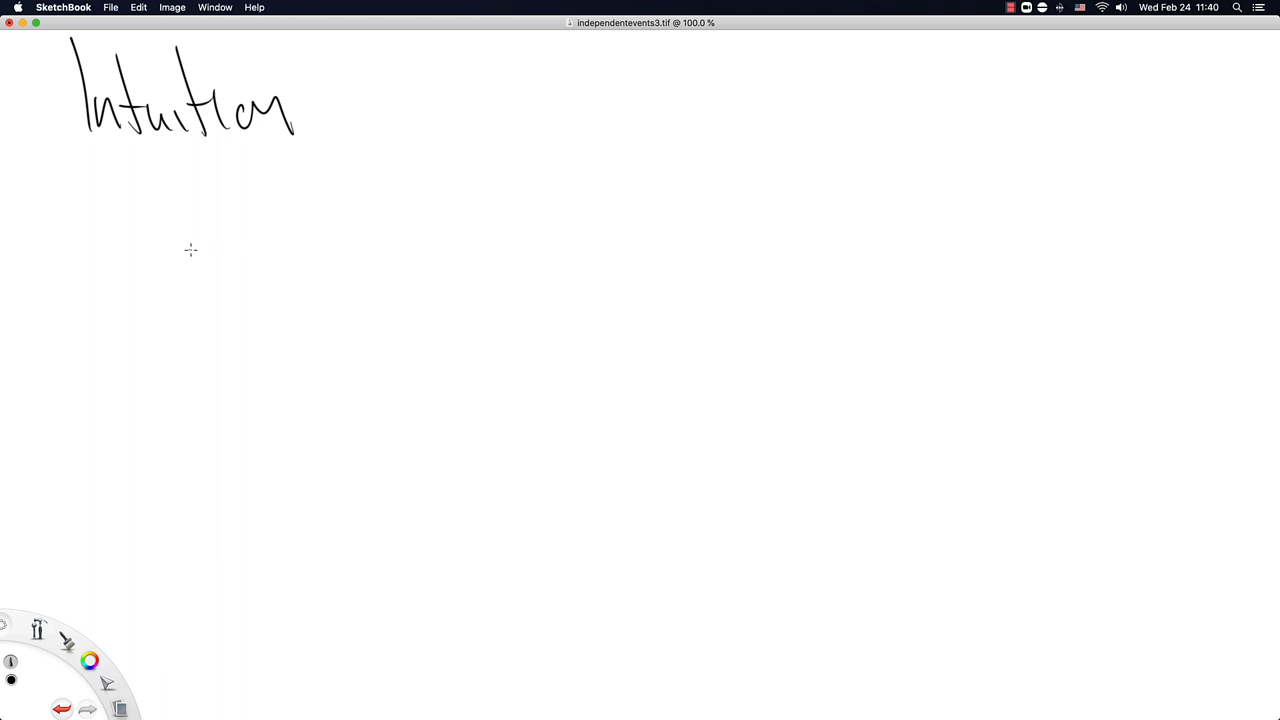 SketchBook File Edit Image Window Help Wed Feb 24 11:40
independentevents3.tif @ 100.0 %
Intuition